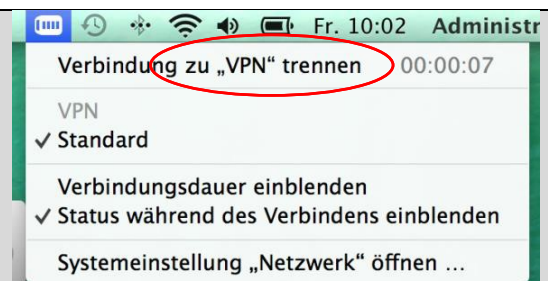 Fr. 10:02 Administr
Verbindung zu „VPN“ trennen 00:00:07
VPN
✓ Standard
Verbindungsdauer einblenden
✓ Status während des Verbindens einblenden
Systemeinstellung „Netzwerk“ öffnen ...